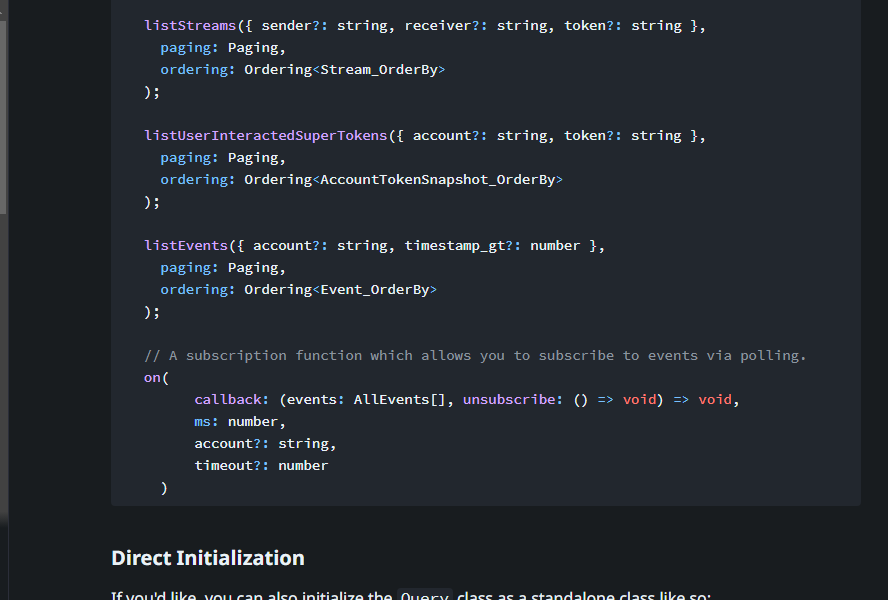 listStreams({ sender?: string, receiver?: string, token?: string },
paging: Paging,
ordering: Ordering<Stream_OrderBy>
);
listUserInteractedSuperTokens({ account?: string, token?: string },
paging: Paging,
ordering: Ordering<AccountTokenSnapshot_OrderBy>
);
listEvents({ account?: string, timestamp_gt?: number },
paging: Paging,
ordering: Ordering<Event_OrderBy>
);
// A subscription function which allows you to subscribe to events via polling.
on(
callback: (events: AllEvents[], unsubscribe: () => void) => void,
ms: number,
account?: string,
timeout?: number
)
Direct Initialization
If you'd like, you can also initialize the Query class as a standalone class like so: